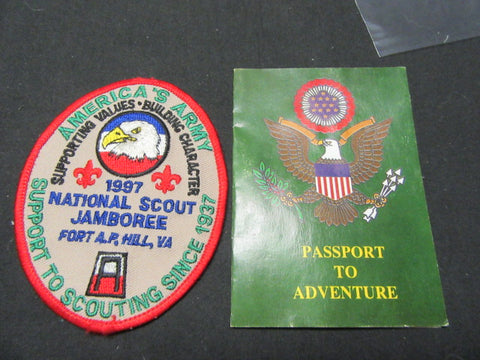 AMERICA'S ARMY
SUPPORTING VALUES · BUILDING CHARACTER
1997
NATIONAL SCOUT
JAMBOREE
FORT A.P. HILL, VA
SUPPORT TO SCOUTING SINCE 1937
PASSPORT
TO
ADVENTURE